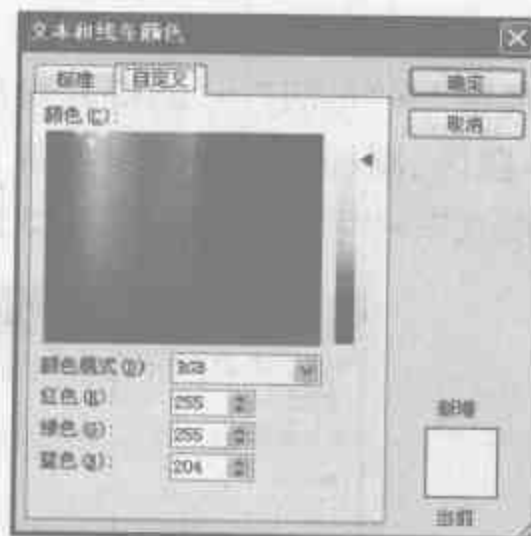 文本和线条颜色
标准 自定义
确定
取消
颜色(C):
颜色模式(D): RGB
红色(R) 255
绿色(G): 255
蓝色(B): 204
新增
当前